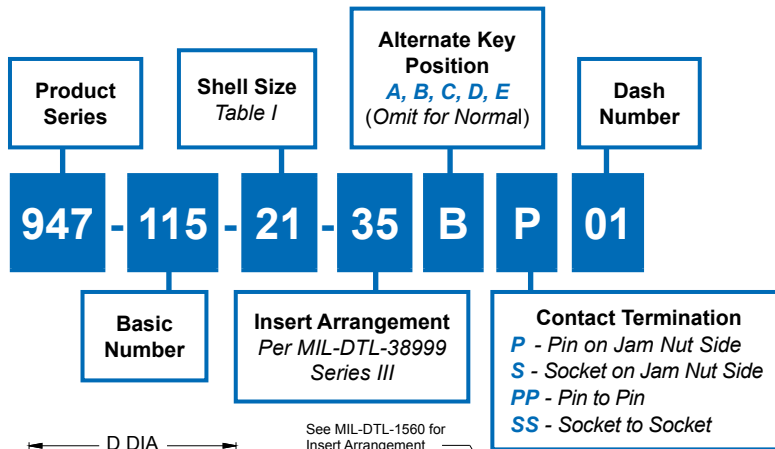 Product
Series
Shell Size
Table I
Alternate Key
Position
A, B, C, D, E
(Omit for Normal)
Dash
Number
947 - 115 - 21 - 35 B P 01
Basic
Number
Insert Arrangement
Per MIL-DTL-38999
Series III
Contact Termination
P - Pin on Jam Nut Side
S - Socket on Jam Nut Side
PP - Pin to Pin
SS - Socket to Socket
D DIA
See MIL-DTL-1560 for
Insert Arrangement